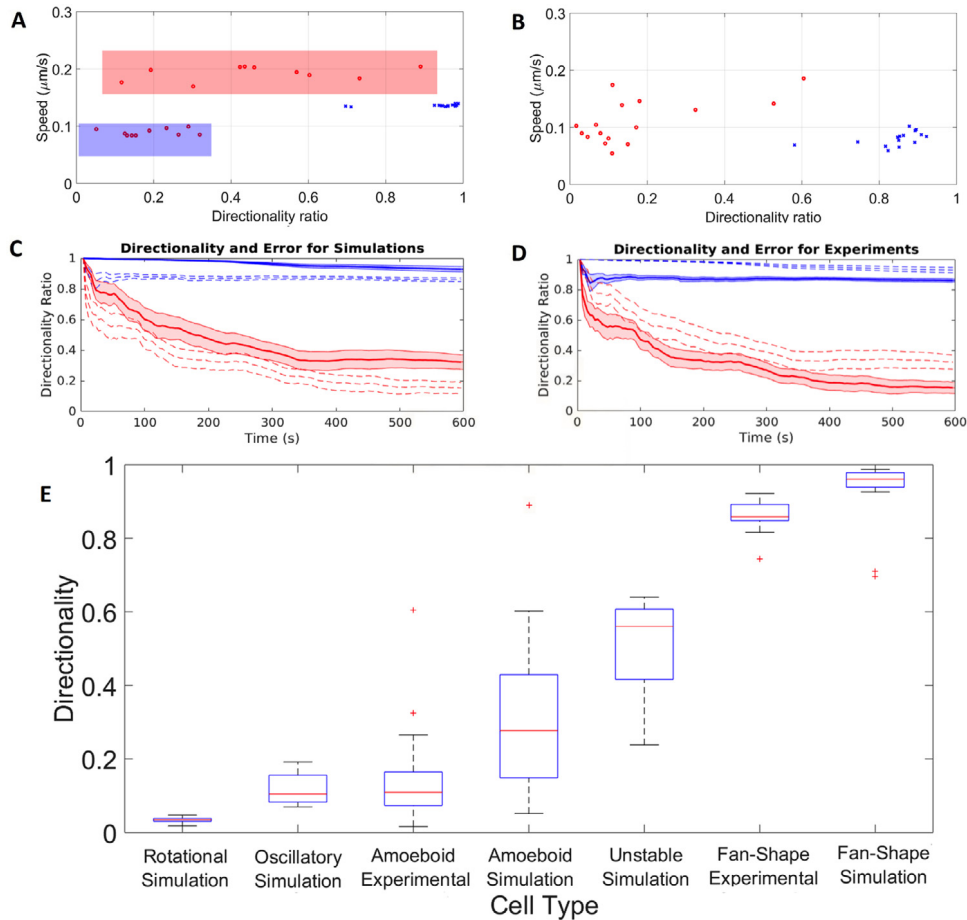 A
0.3
0.2
0.1
0
Speed (μm/s)
0 0.2 0.4 0.6 0.8 1
Directionality ratio
B
0.3
0.2
0.1
0
Speed (μm/s)
0 0.2 0.4 0.6 0.8 1
Directionality ratio
C
Directionality and Error for Simulations
1
0.8
0.6
0.4
0.2
0
Directionality Ratio
0 100 200 300 400 500 600
Time (s)
D
Directionality and Error for Experiments
1
0.8
0.6
0.4
0.2
0
Directionality Ratio
0 100 200 300 400 500 600
Time (s)
E
1
0.8
0.6
0.4
0.2
0
Directionality
Rotational Oscillatory Amoeboid Amoeboid Unstable Fan-Shape Fan-Shape
Simulation Simulation Experimental Simulation Simulation Experimental Simulation
Cell Type